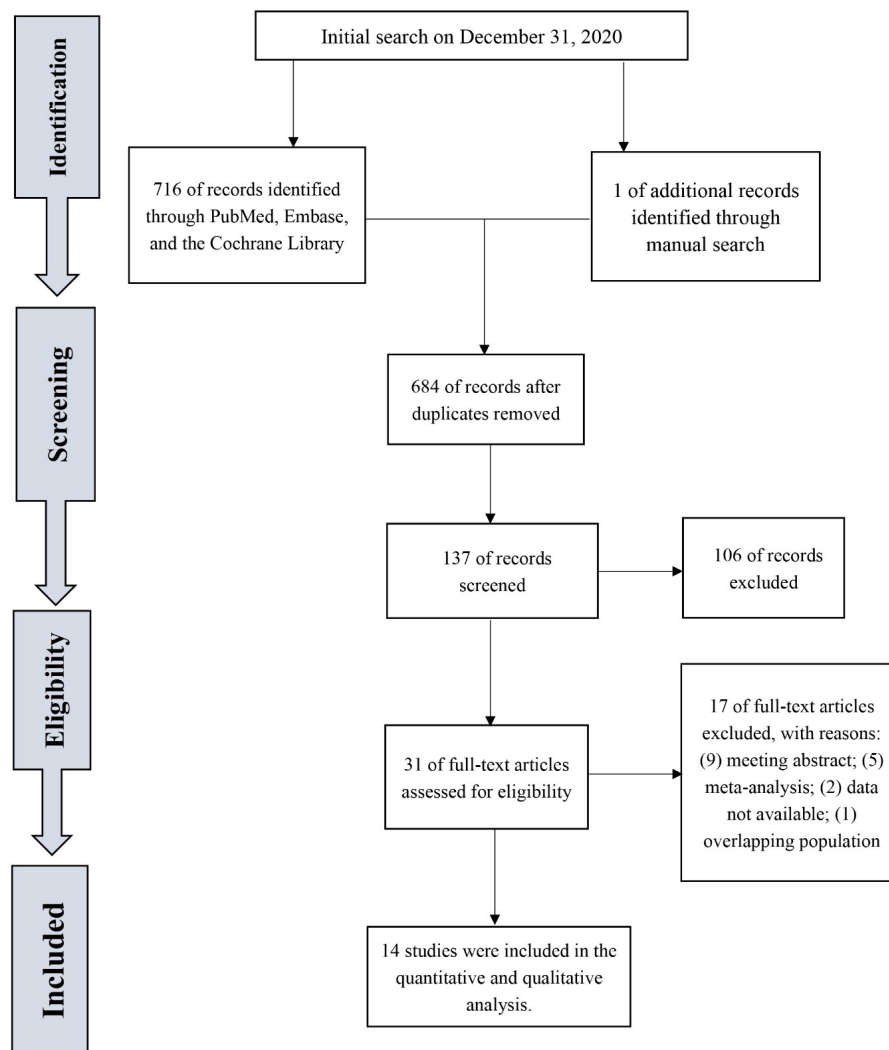 Identification
Initial search on December 31, 2020
716 of records identified
through PubMed, Embase,
and the Cochrane Library
1 of additional records
identified through
manual search
Screening
684 of records after
duplicates removed
137 of records
screened
106 of records
excluded
Eligibility
31 of full-text articles
assessed for eligibility
17 of full-text articles
excluded, with reasons:
(9) meeting abstract; (5)
meta-analysis; (2) data
not available; (1)
overlapping population
Included
14 studies were included in the
quantitative and qualitative
analysis.